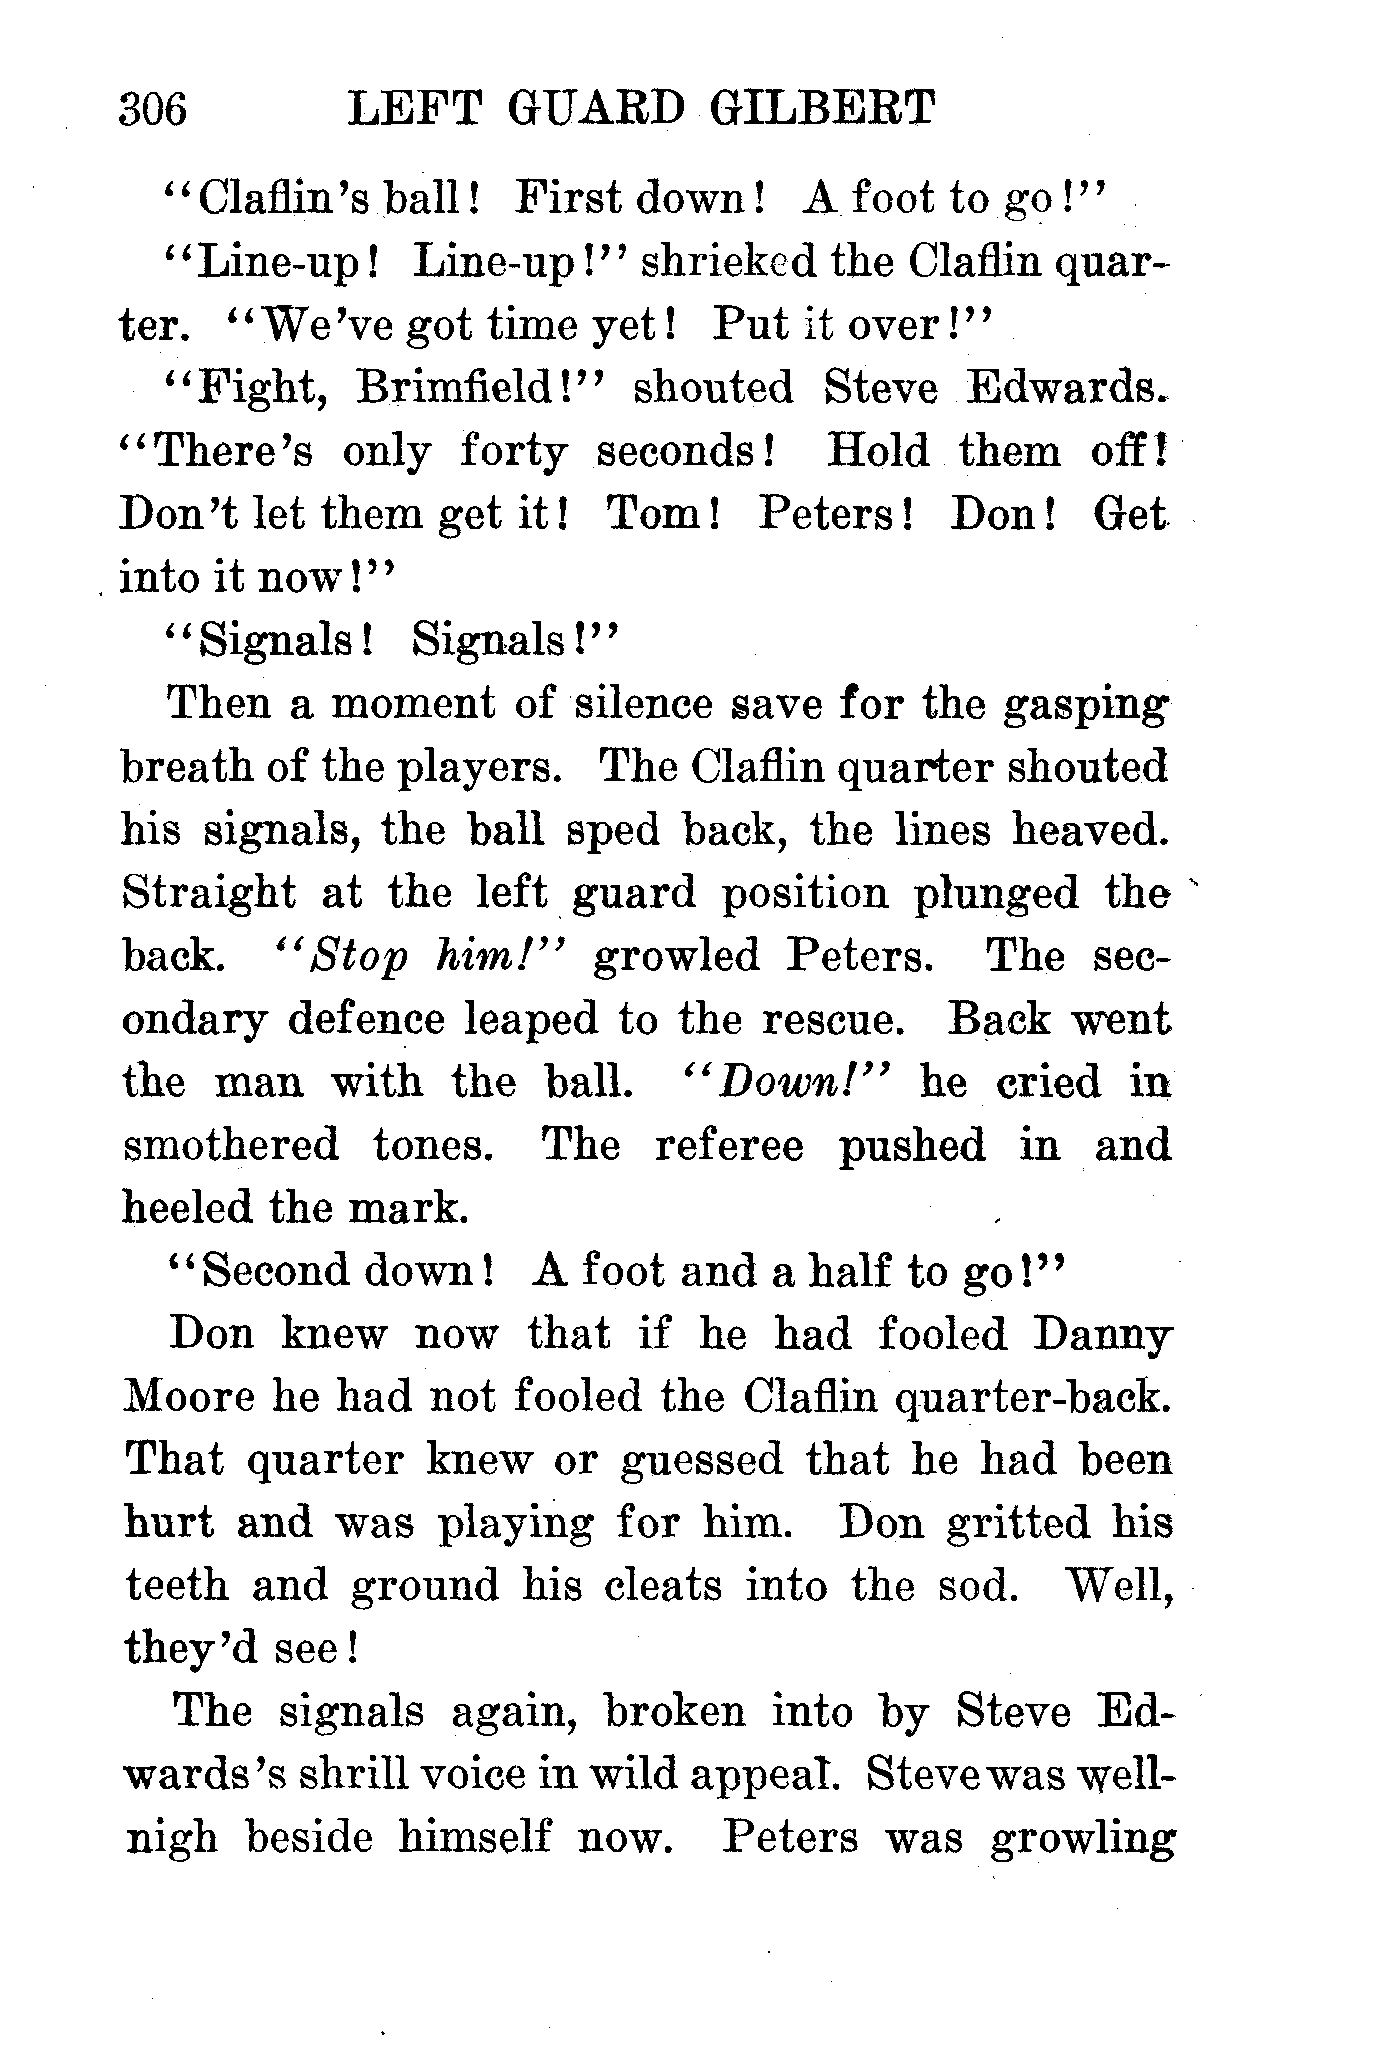 306 LEFT GUARD GILBERT
"Claflin's ball! First down! A foot to go!"
"Line-up! Line-up!" shrieked the Claflin quar-
ter. "We've got time yet! Put it over!"
"Fight, Brimfield!" shouted Steve Edwards.
"There's only forty seconds! Hold them off!
Don't let them get it! Tom! Peters! Don! Get
into it now!"
"Signals! Signals!"
Then a moment of silence save for the gasping
breath of the players. The Claflin quarter shouted
his signals, the ball sped back, the lines heaved.
Straight at the left guard position plunged the
back. "Stop him!" growled Peters. The sec-
ondary defence leaped to the rescue. Back went
the man with the ball. "Down!" he cried in
smothered tones. The referee pushed in and
heeled the mark.
"Second down! A foot and a half to go!"
Don knew now that if he had fooled Danny
Moore he had not fooled the Claflin quarter-back.
That quarter knew or guessed that he had been
hurt and was playing for him. Don gritted his
teeth and ground his cleats into the sod. Well,
they'd see!
The signals again, broken into by Steve Ed-
wards's shrill voice in wild appeal. Steve was well-
nigh beside himself now. Peters was growling